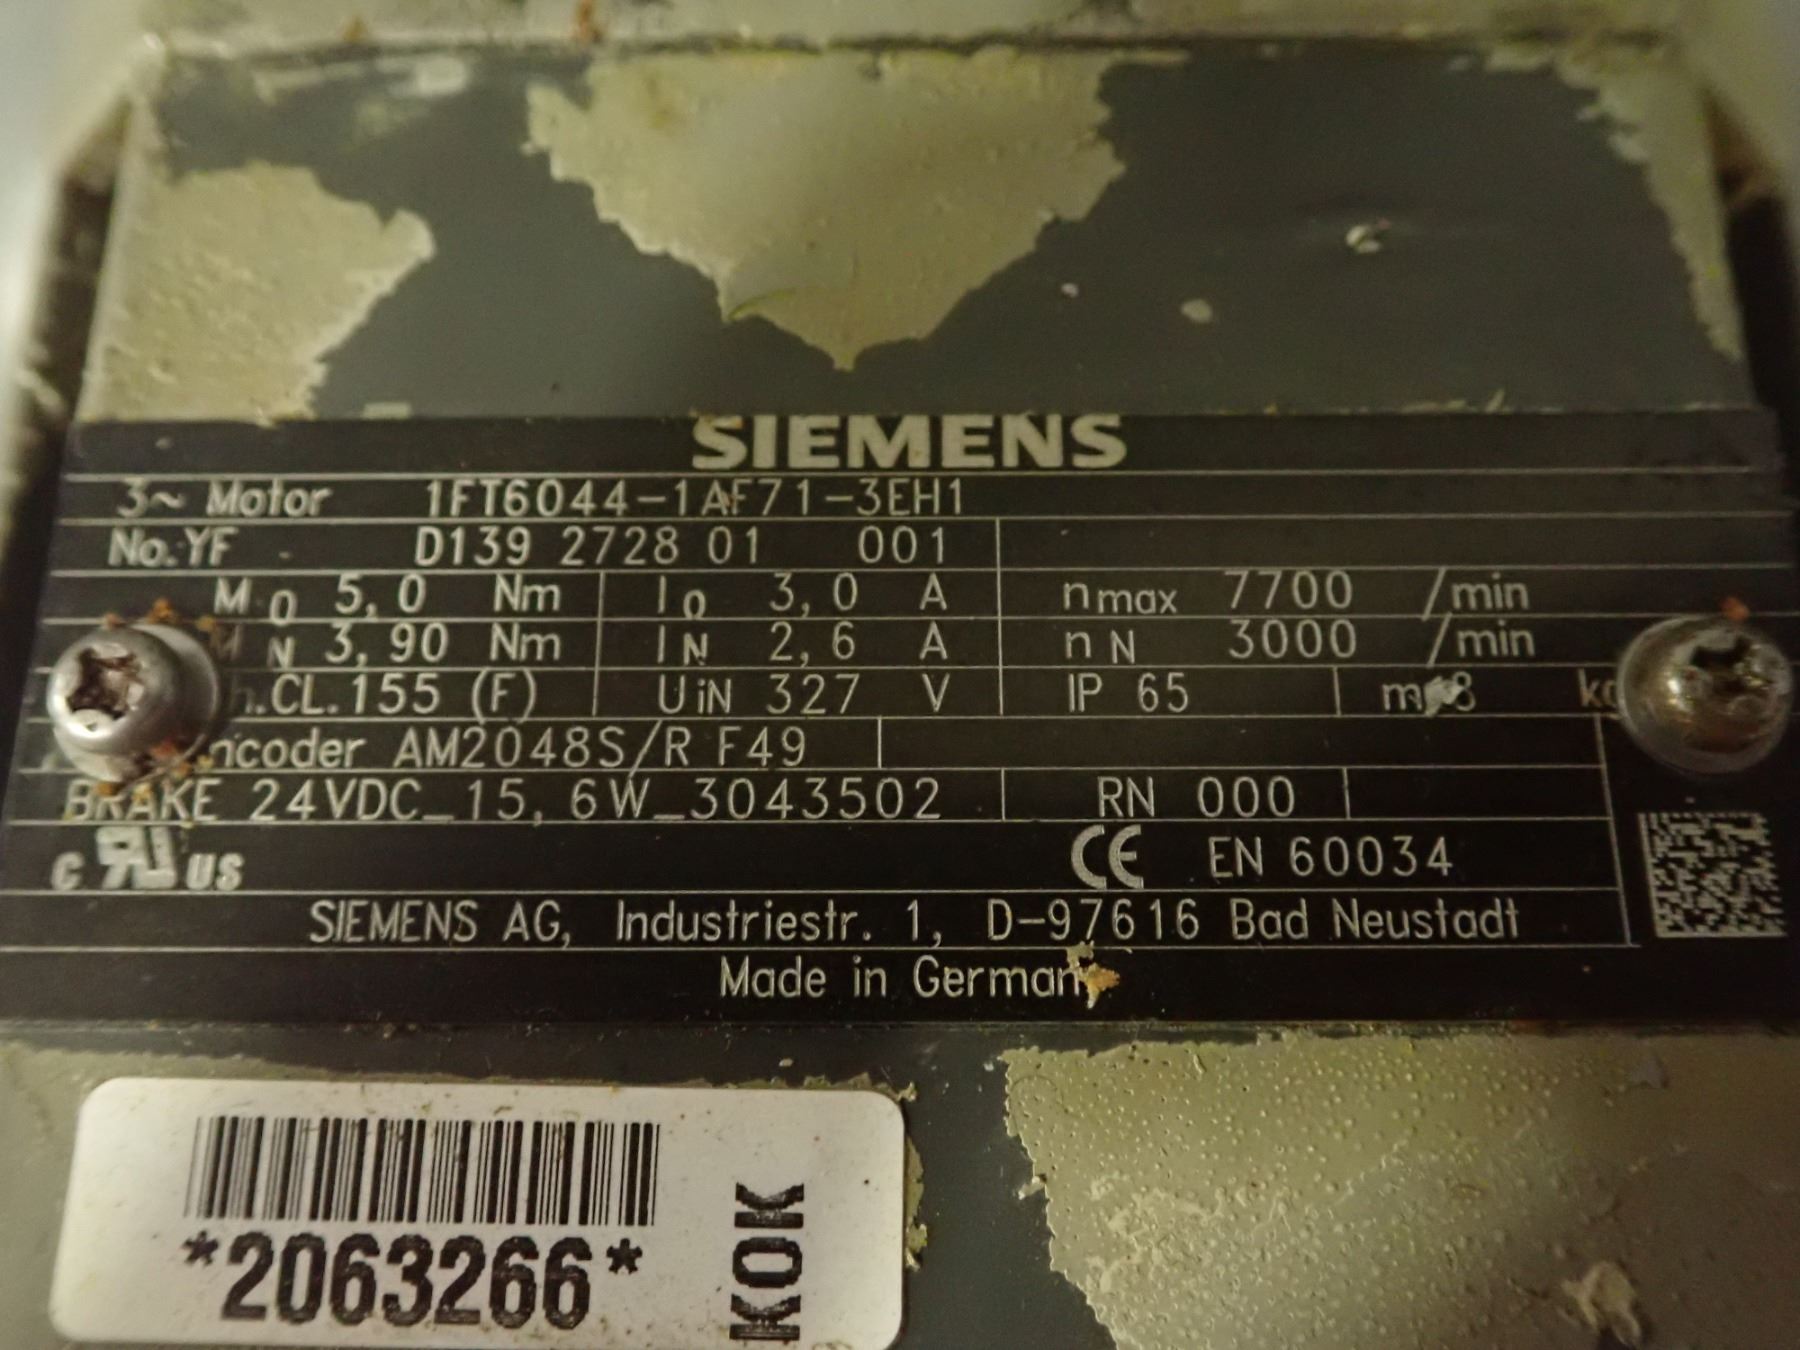 SIEMENS
3~ Motor 1FT6044-1AF71-3EH1
No. YF D139 2728 01 001
M0 5,0 Nm I0 3,0 A nmax 7700 /min
MN 3,90 Nm IN 2,6 A nN 3000 /min
h.CL.155 (F) UiN 327 V IP 65 m 8
ncoder AM2048S/R F49
BRAKE 24VDC_15,6W_3043502 RN 000
C RU US CE EN 60034
SIEMENS AG, Industriestr. 1, D-97616 Bad Neustadt
Made in German
*2063266*
KOK